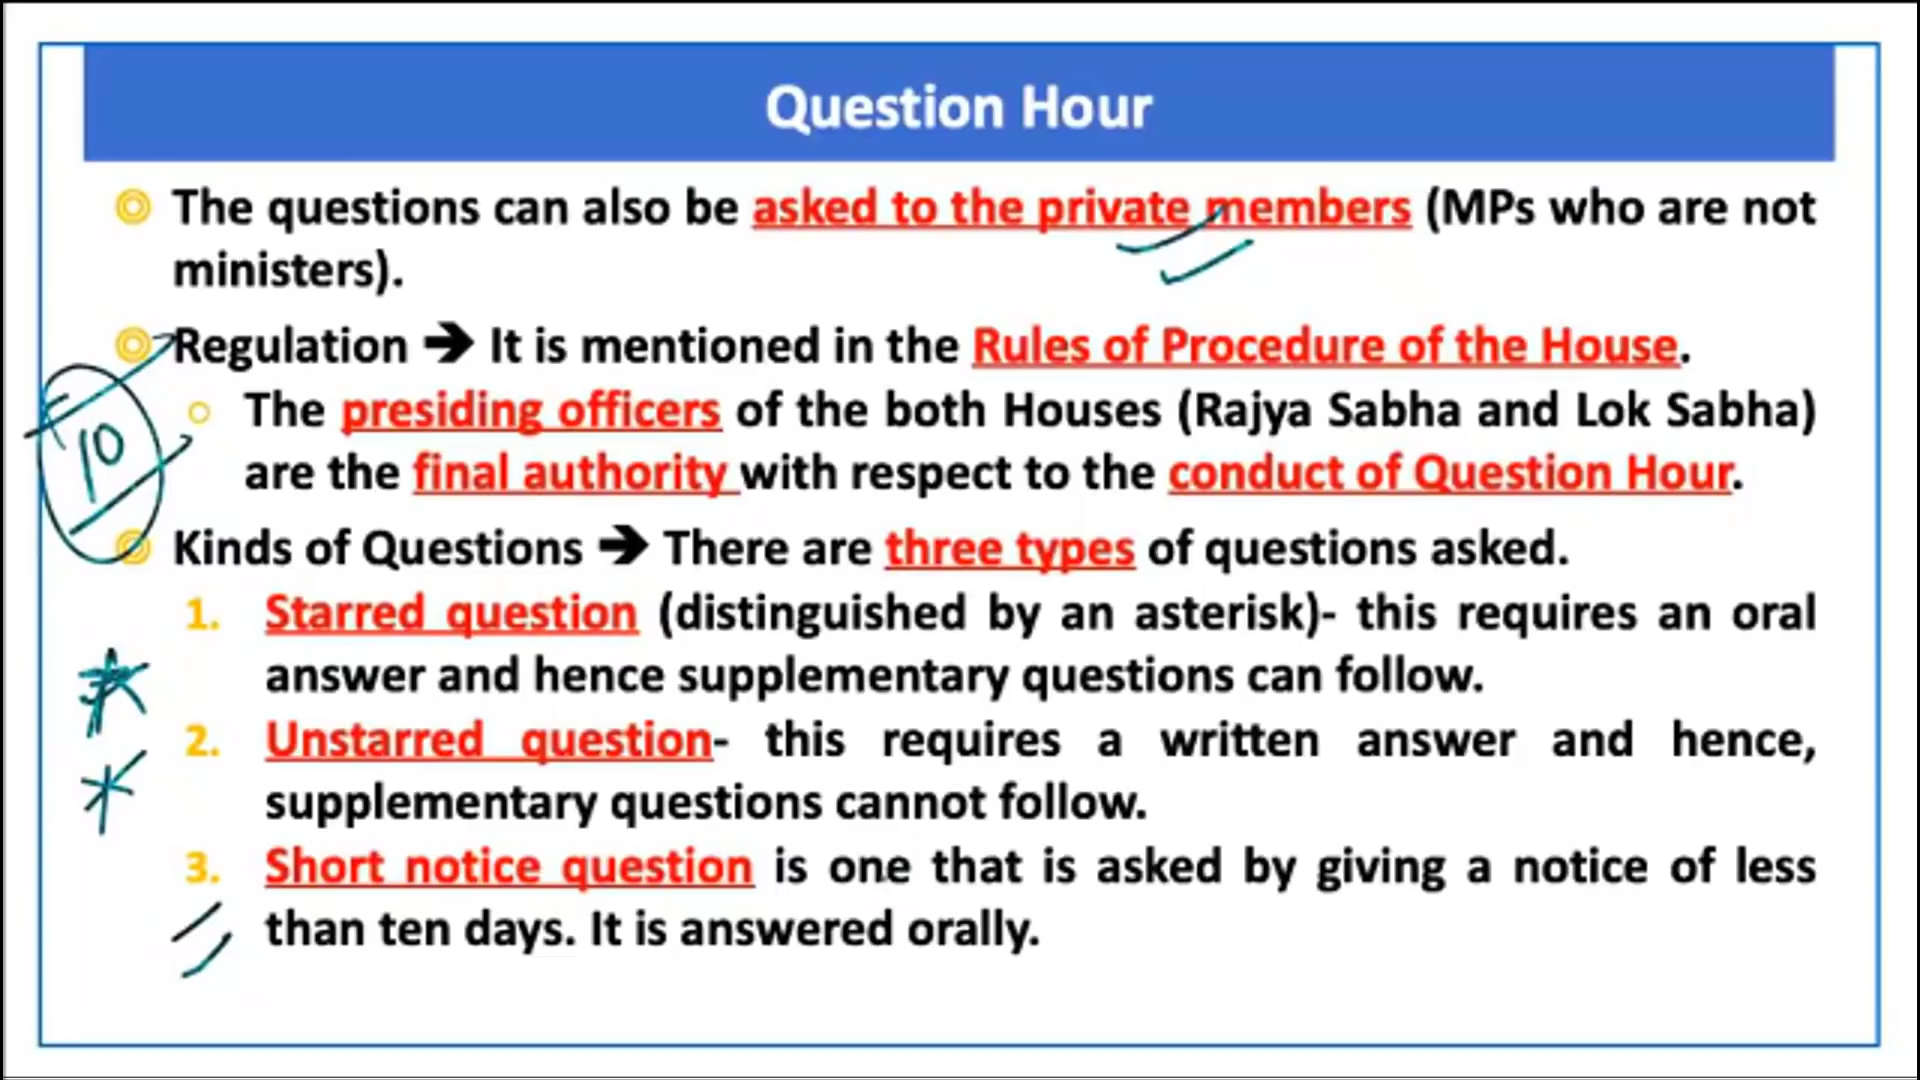 Question Hour
The questions can also be asked to the private members (MPs who are not
ministers).
Regulation ➔ It is mentioned in the Rules of Procedure of the House.
The presiding officers of the both Houses (Rajya Sabha and Lok Sabha)
are the final authority with respect to the conduct of Question Hour.
10
Kinds of Questions ➔ There are three types of questions asked.
1. Starred question (distinguished by an asterisk)- this requires an oral
answer and hence supplementary questions can follow.
2. Unstarred question- this requires a written answer and hence,
supplementary questions cannot follow.
3. Short notice question is one that is asked by giving a notice of less
than ten days. It is answered orally.